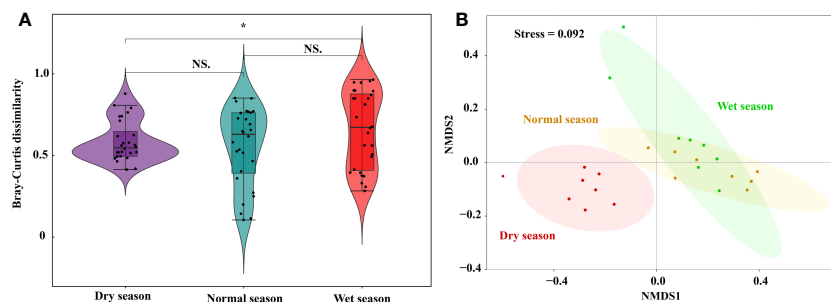 A
*
NS.
NS.
Bray-Curtis dissimilarity
1.0
0.5
0
Dry season
Normal season
Wet season
B
Stress = 0.092
Wet season
Normal season
Dry season
NMDS2
0.4
0.2
0.0
−0.2
−0.4
−0.4
0.0
0.4
NMDS1